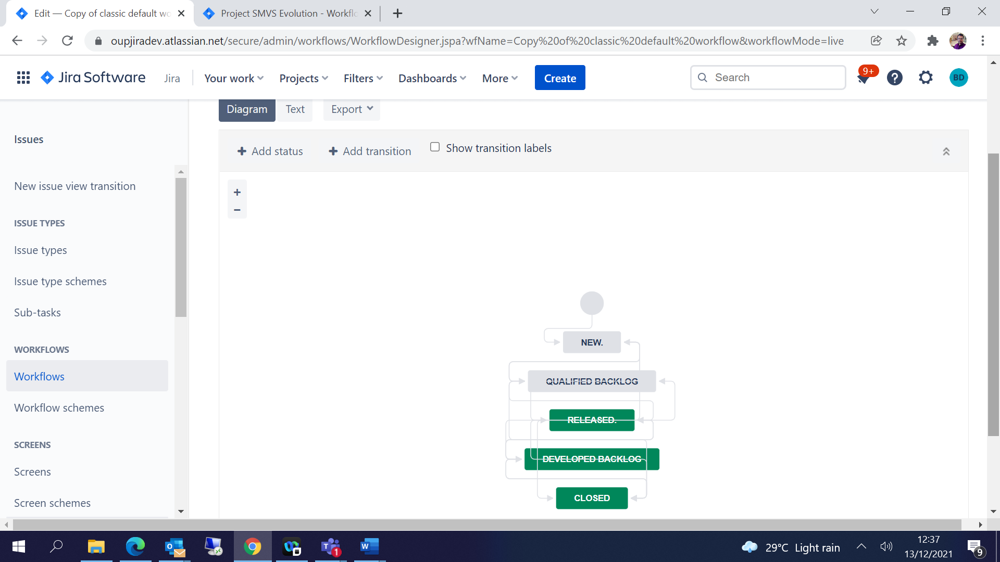 Edit — Copy of classic default wo
Project SMVS Evolution - Workflo
oupjiradev.atlassian.net/secure/admin/workflows/WorkflowDesigner.jspa?wfName=Copy%20of%20classic%20default%20workflow&workflowMode=live
Jira Software Jira Your work Projects Filters Dashboards More Create Search 9+ ? BD
Diagram Text Export
Issues
+ Add status + Add transition Show transition labels
New issue view transition
+
−
ISSUE TYPES
Issue types
Issue type schemes
Sub-tasks
WORKFLOWS
Workflows
Workflow schemes
SCREENS
Screens
Screen schemes
NEW.
QUALIFIED BACKLOG
RELEASED.
DEVELOPED BACKLOG
CLOSED
O T 1 W
29°C Light rain
12:37
13/12/2021
9